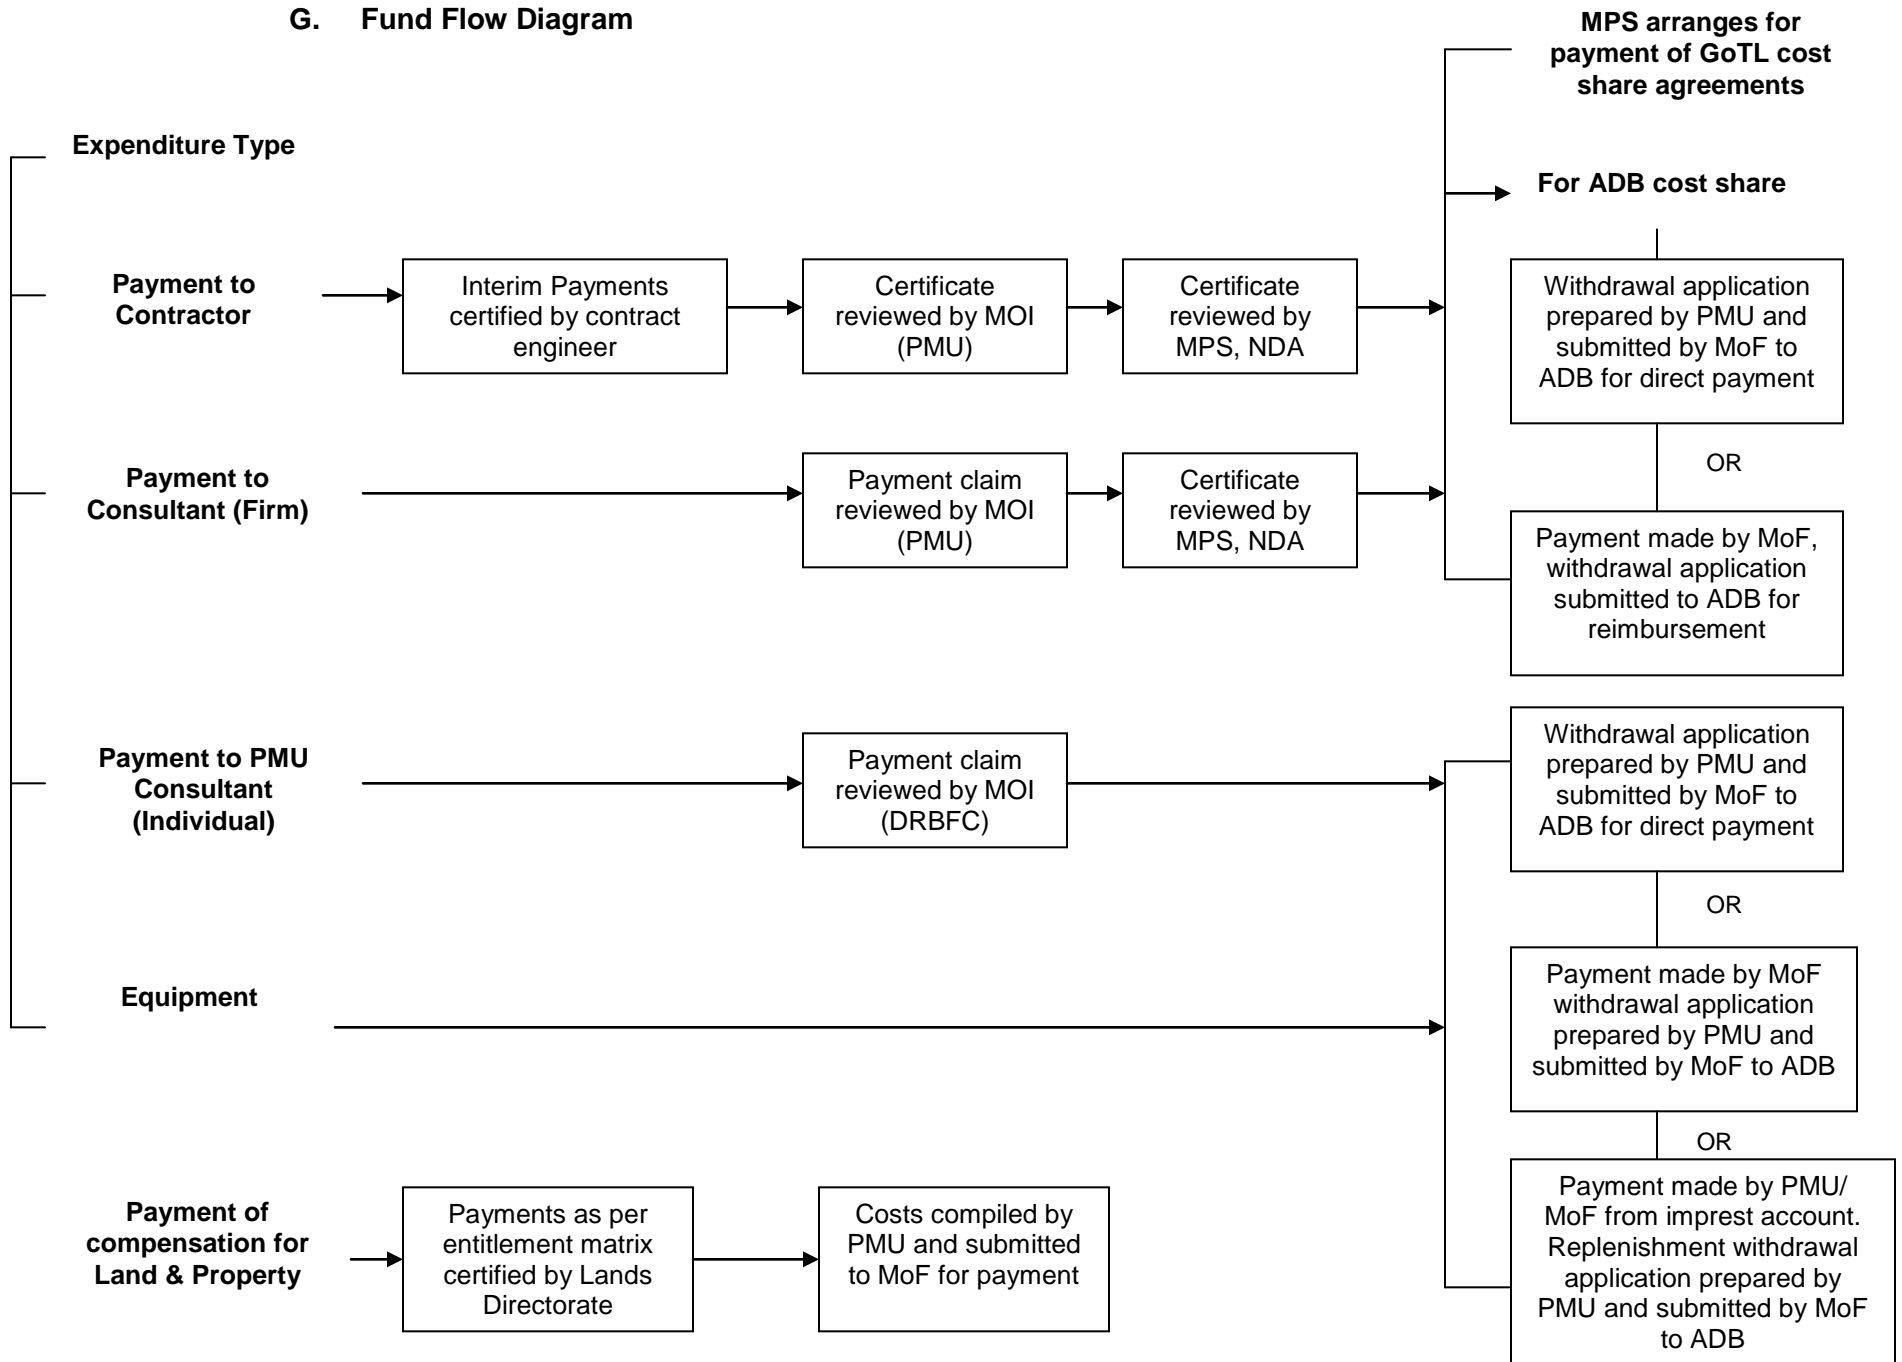 G. Fund Flow Diagram
MPS arranges for
payment of GoTL cost
share agreements
Expenditure Type
For ADB cost share
Payment to
Contractor
Interim Payments
certified by contract
engineer
Certificate
reviewed by MOI
(PMU)
Certificate
reviewed by
MPS, NDA
Withdrawal application
prepared by PMU and
submitted by MoF to
ADB for direct payment
OR
Payment to
Consultant (Firm)
Payment claim
reviewed by MOI
(PMU)
Certificate
reviewed by
MPS, NDA
Payment made by MoF,
withdrawal application
submitted to ADB for
reimbursement
Payment to PMU
Consultant
(Individual)
Payment claim
reviewed by MOI
(DRBFC)
Withdrawal application
prepared by PMU and
submitted by MoF to
ADB for direct payment
OR
Equipment
Payment made by MoF
withdrawal application
prepared by PMU and
submitted by MoF to ADB
OR
Payment of
compensation for
Land & Property
Payments as per
entitlement matrix
certified by Lands
Directorate
Costs compiled by
PMU and submitted
to MoF for payment
Payment made by PMU/
MoF from imprest account.
Replenishment withdrawal
application prepared by
PMU and submitted by MoF
to ADB